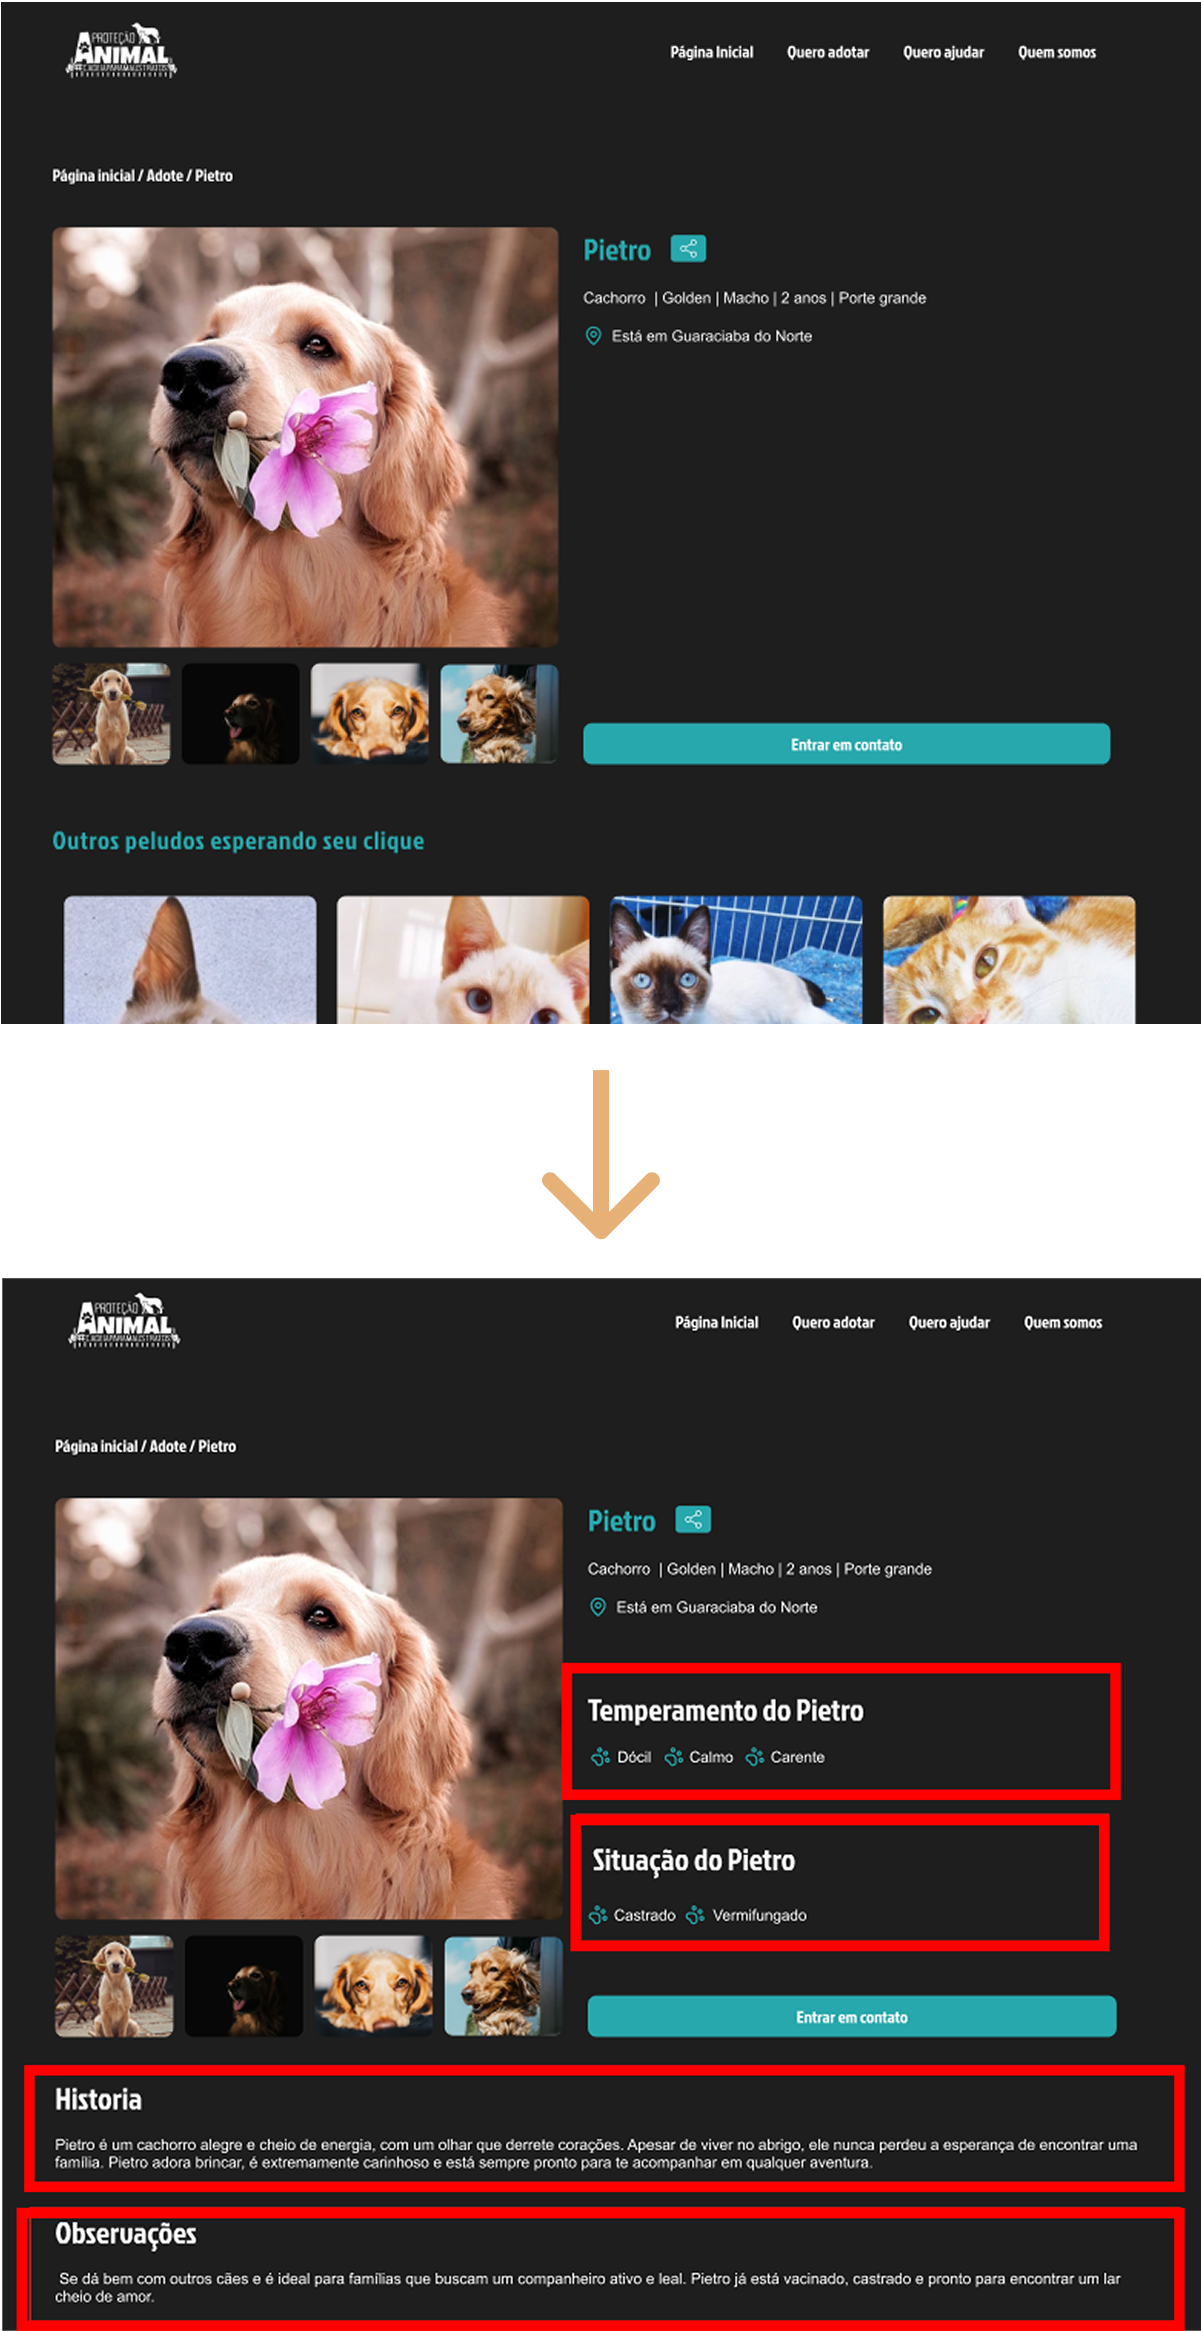 PROTEÇÃO
ANIMAL
Página Inicial Quero adotar Quero ajudar Quem somos
Página inicial / Adote / Pietro
Pietro
Cachorro | Golden | Macho | 2 anos | Porte grande
Está em Guaraciaba do Norte
Entrar em contato
Outros peludos esperando seu clique
PROTEÇÃO
ANIMAL
Página Inicial Quero adotar Quero ajudar Quem somos
Página inicial / Adote / Pietro
Pietro
Cachorro | Golden | Macho | 2 anos | Porte grande
Está em Guaraciaba do Norte
Temperamento do Pietro
Dócil Calmo Carente
Situação do Pietro
Castrado Vermifungado
Entrar em contato
Historia
Pietro é um cachorro alegre e cheio de energia, com um olhar que derrete corações. Apesar de viver no abrigo, ele nunca perdeu a esperança de encontrar uma
família. Pietro adora brincar, é extremamente carinhoso e está sempre pronto para te acompanhar em qualquer aventura.
Observações
Se dá bem com outros cães e é ideal para famílias que buscam um companheiro ativo e leal. Pietro já está vacinado, castrado e pronto para encontrar um lar
cheio de amor.